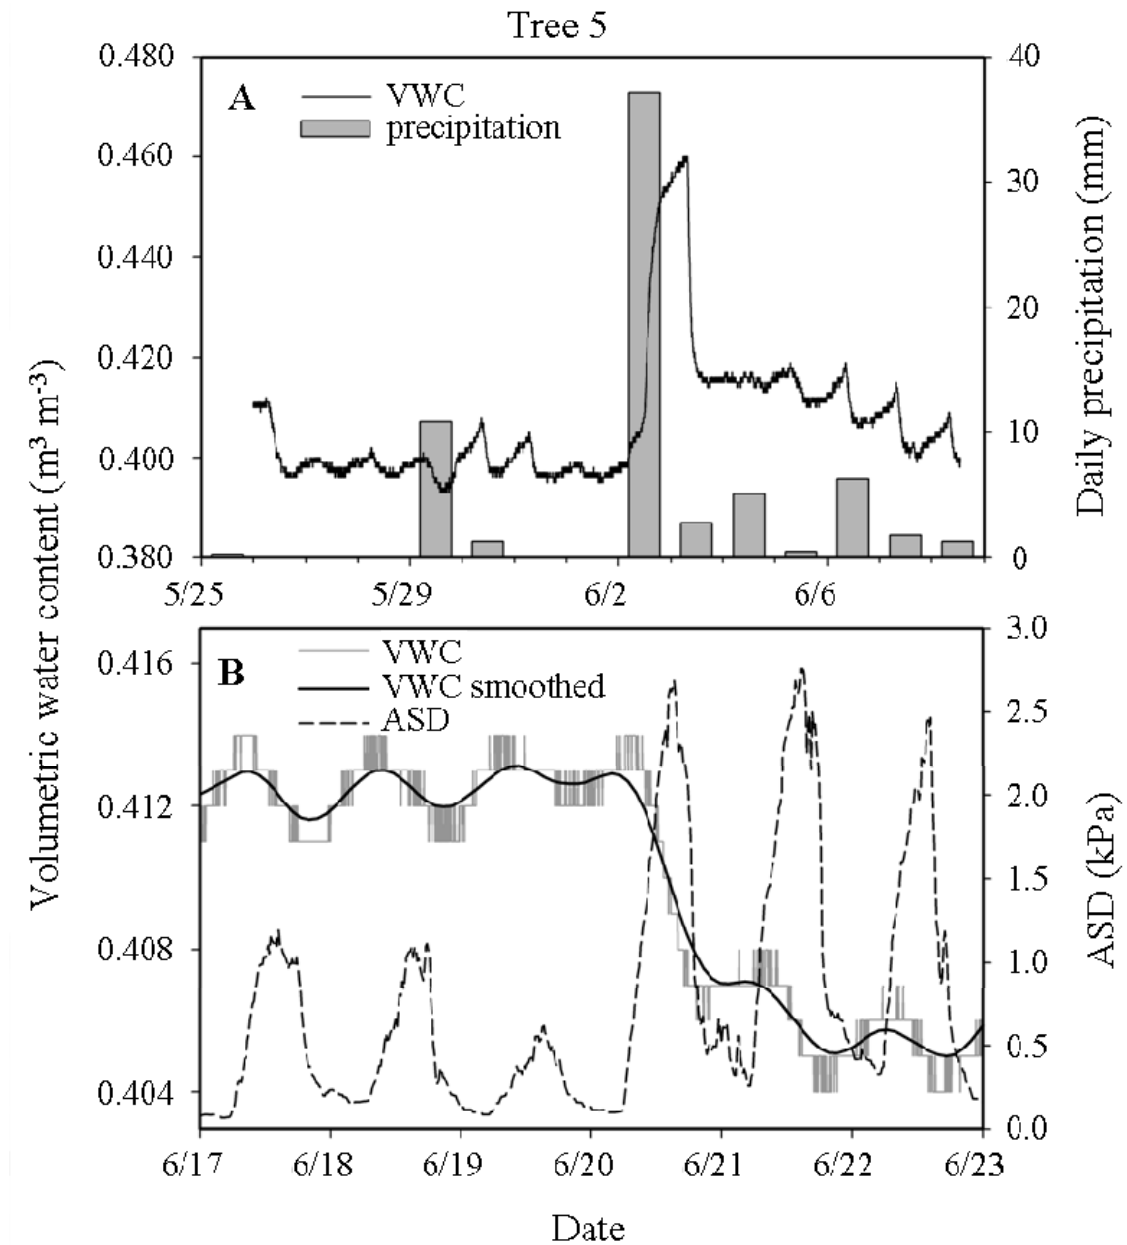 Tree 5
A
VWC
precipitation
0.480
0.460
0.440
0.420
0.400
0.380
40
30
20
10
0
5/25
5/29
6/2
6/6
Daily precipitation (mm)
Volumetric water content (m³ m⁻³)
B
VWC
VWC smoothed
ASD
0.416
0.412
0.408
0.404
3.0
2.5
2.0
1.5
1.0
0.5
0.0
ASD (kPa)
6/17
6/18
6/19
6/20
6/21
6/22
6/23
Date